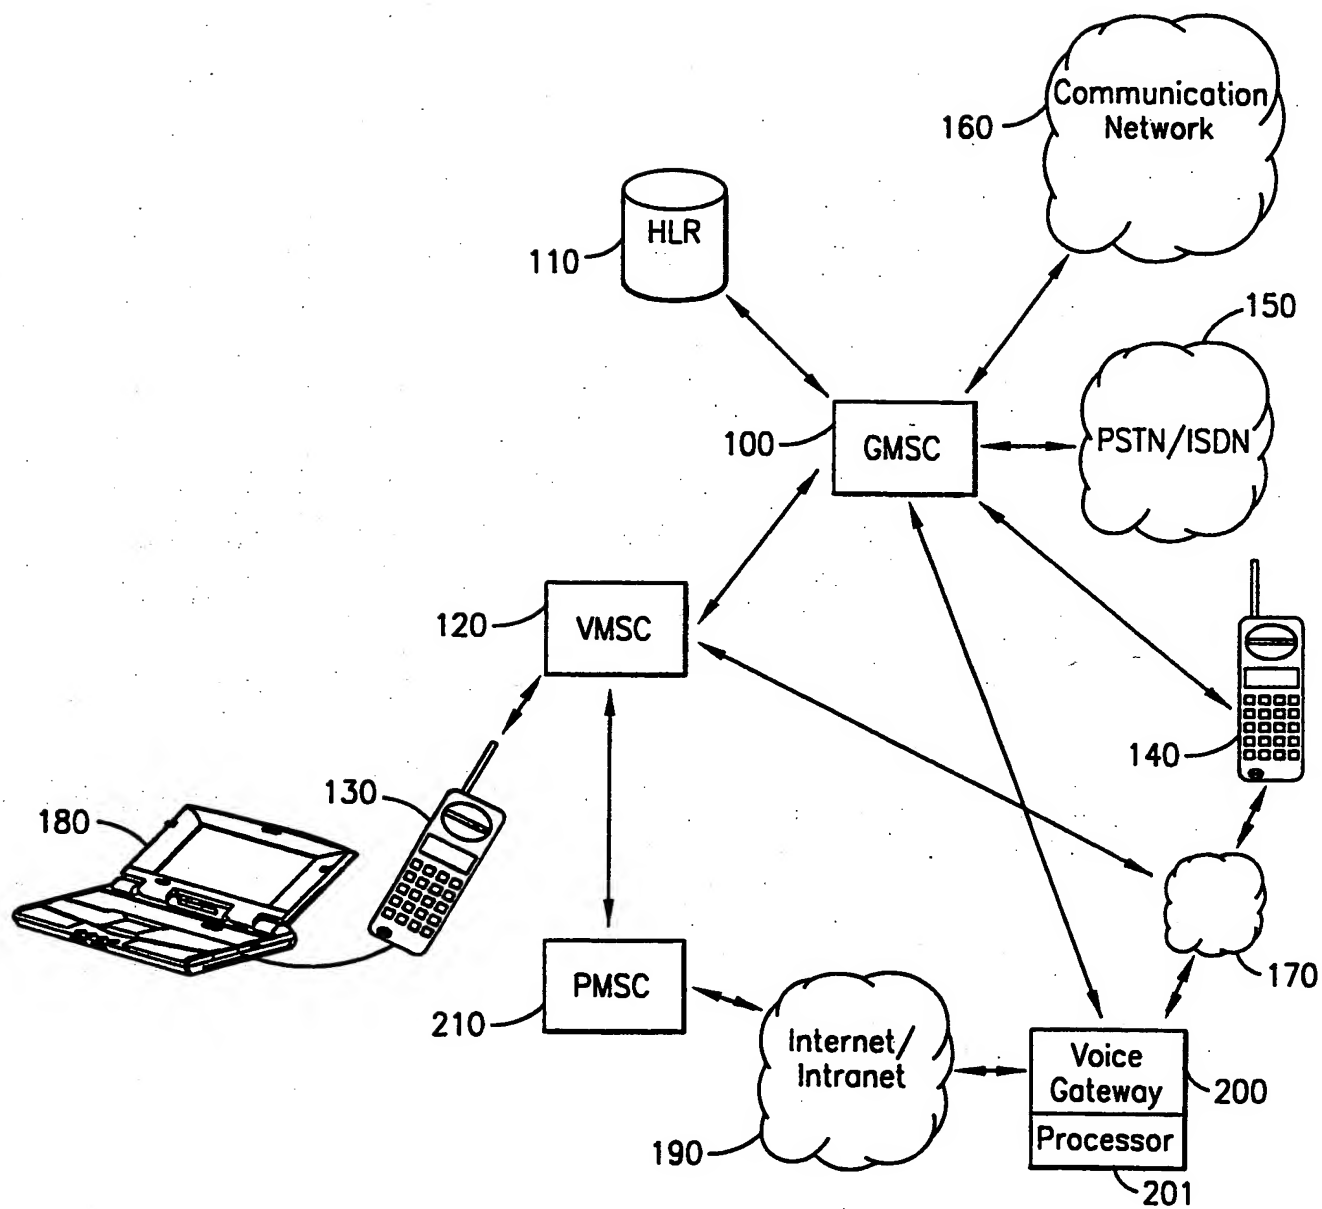 Communication
Network
160
HLR
110
150
100
GMSC
PSTN/ISDN
120
VMSC
140
130
180
170
PMSC
210
Internet/
Intranet
190
Voice
Gateway
200
Processor
201